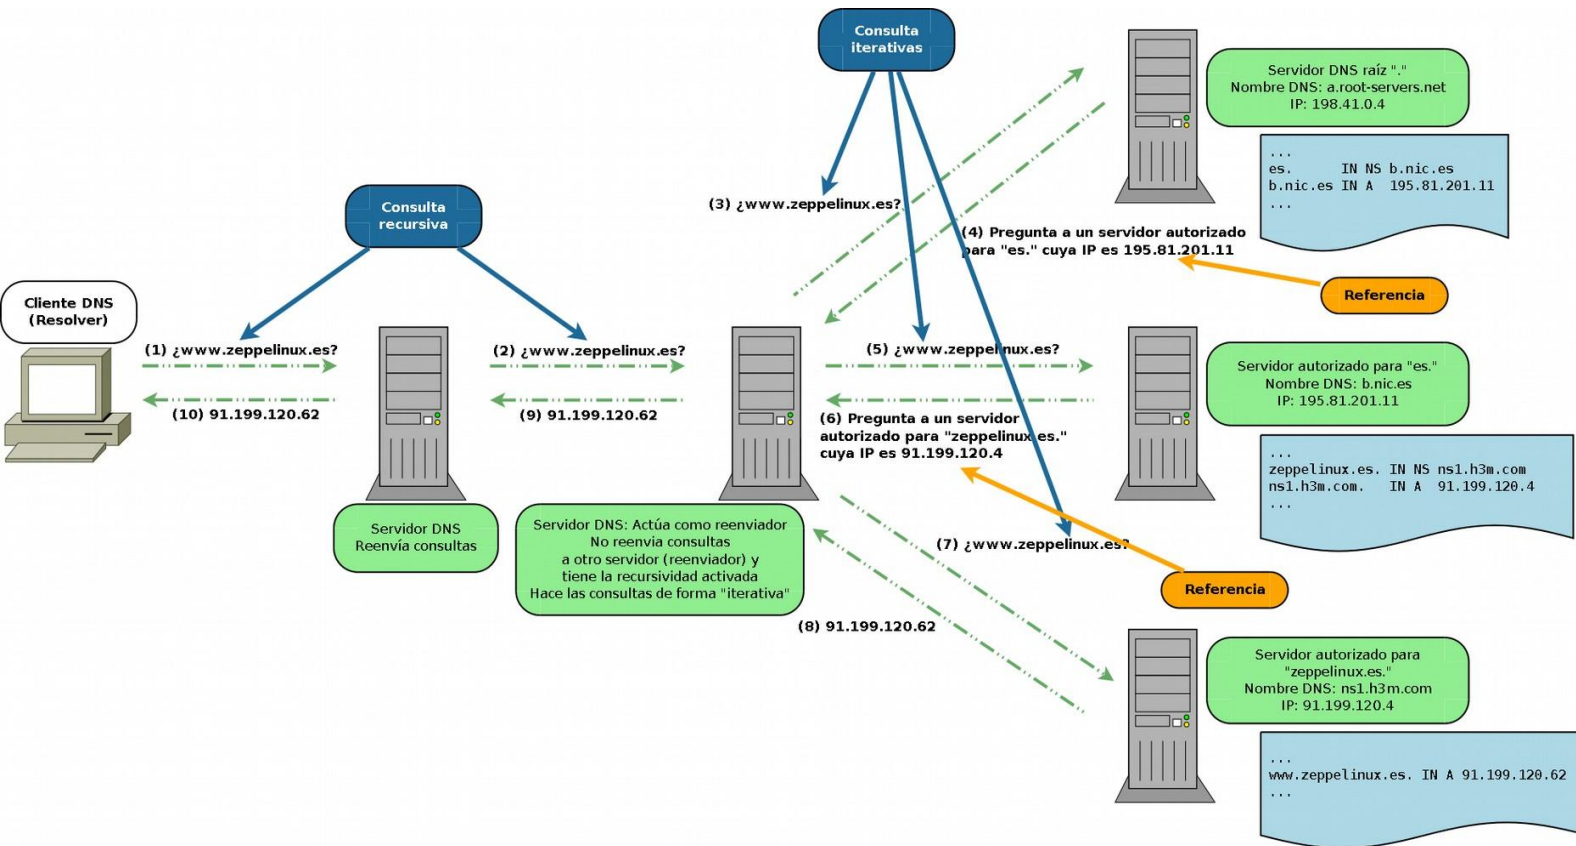 Consulta
iterativas
Servidor DNS raíz "."
Nombre DNS: a.root-servers.net
IP: 198.41.0.4
...
es.      IN NS b.nic.es
b.nic.es IN A  195.81.201.11
...
Consulta
recursiva
(3) ¿www.zeppelinux.es?
(4) Pregunta a un servidor autorizado
para "es." cuya IP es 195.81.201.11
Referencia
Cliente DNS
(Resolver)
(1) ¿www.zeppelinux.es?
(10) 91.199.120.62
(2) ¿www.zeppelinux.es?
(9) 91.199.120.62
(5) ¿www.zeppelinux.es?
(6) Pregunta a un servidor
autorizado para "zeppelinux.es."
cuya IP es 91.199.120.4
Servidor autorizado para "es."
Nombre DNS: b.nic.es
IP: 195.81.201.11
...
zeppelinux.es. IN NS ns1.h3m.com
ns1.h3m.com.   IN A  91.199.120.4
...
Servidor DNS
Reenvía consultas
Servidor DNS: Actúa como reenviador
No reenvia consultas
a otro servidor (reenviador) y
tiene la recursividad activada
Hace las consultas de forma "iterativa"
(7) ¿www.zeppelinux.es?
Referencia
(8) 91.199.120.62
Servidor autorizado para
"zeppelinux.es."
Nombre DNS: ns1.h3m.com
IP: 91.199.120.4
...
www.zeppelinux.es. IN A 91.199.120.62
...